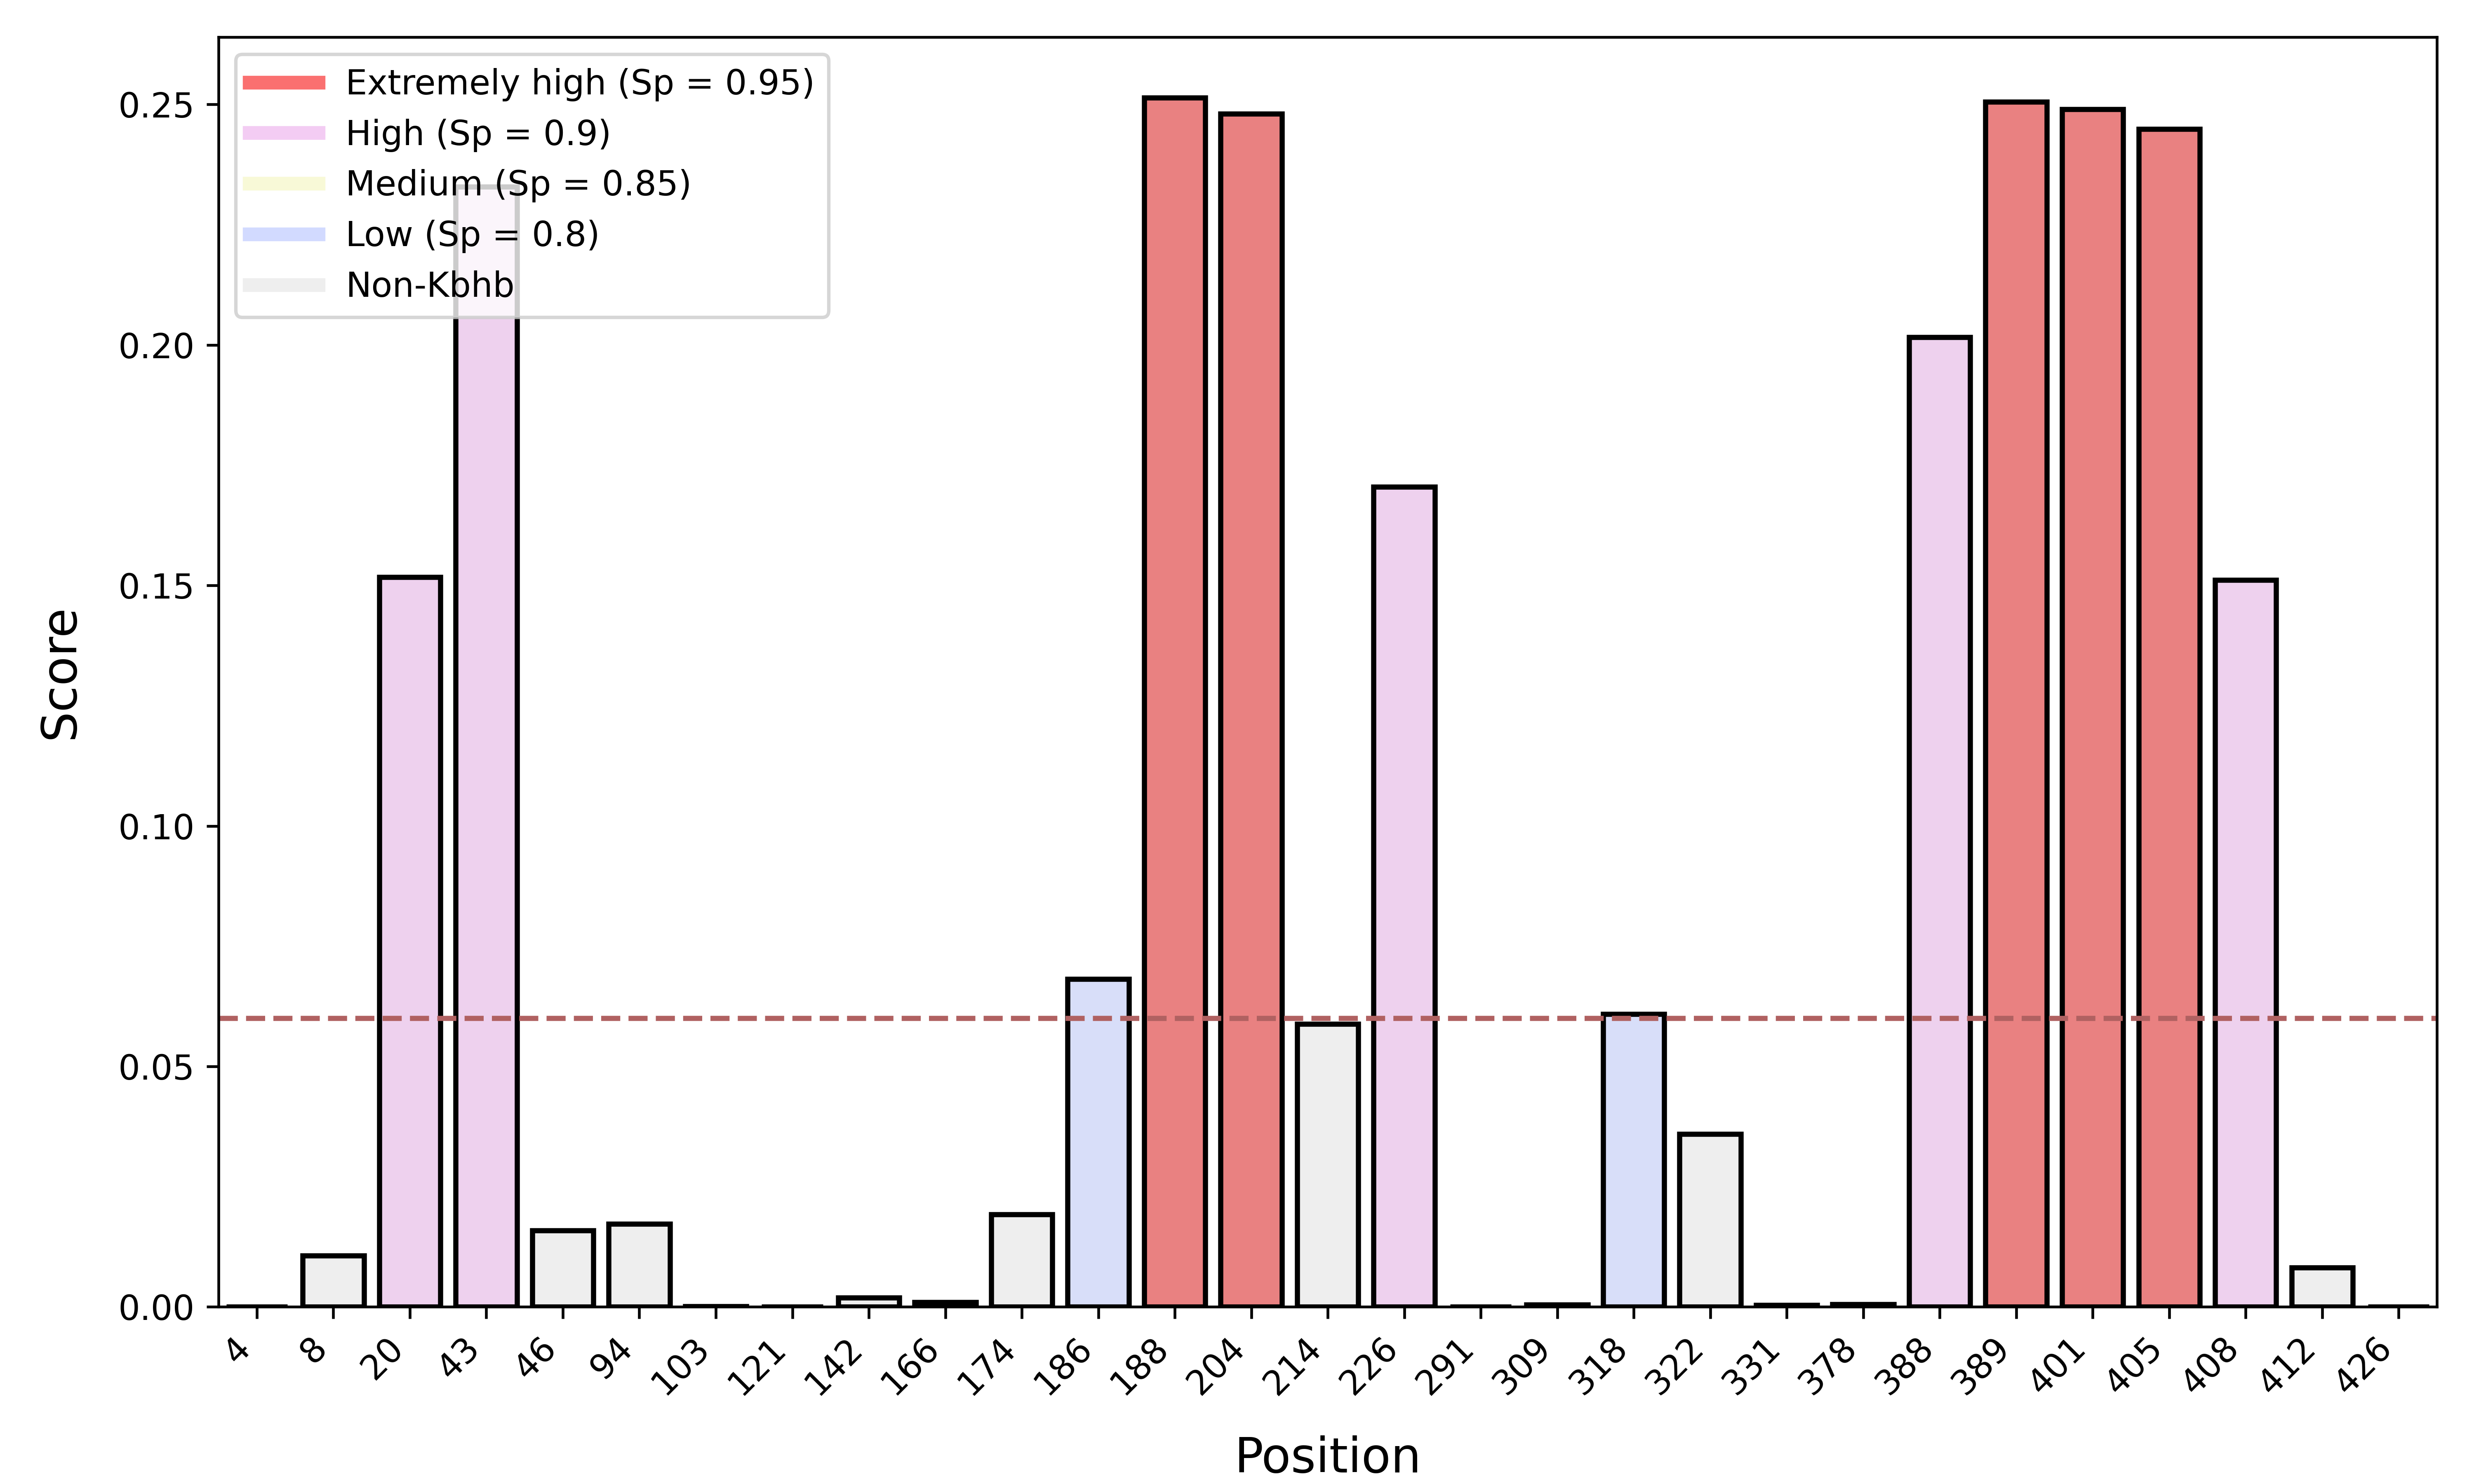 Extremely high (Sp = 0.95)
High (Sp = 0.9)
Medium (Sp = 0.85)
Low (Sp = 0.8)
Non-Kbhb
Score
0.25
0.20
0.15
0.10
0.05
0.00
4 8 20 43 46 94 103 121 142 166 174 186 188 204 214 226 291 309 318 322 331 378 388 389 401 405 408 412 426
Position